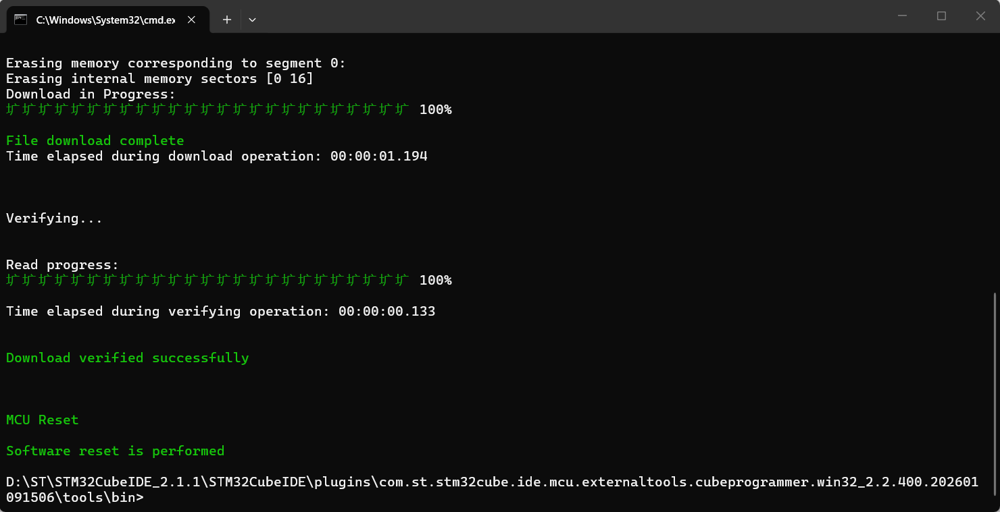 C:\Windows\System32\cmd.ex
Erasing memory corresponding to segment 0:
Erasing internal memory sectors [0 16]
Download in Progress:
圹圹圹圹圹圹圹圹圹圹圹圹圹圹圹圹圹圹圹圹圹圹圹圹圹 100%
File download complete
Time elapsed during download operation: 00:00:01.194
Verifying...
Read progress:
圹圹圹圹圹圹圹圹圹圹圹圹圹圹圹圹圹圹圹圹圹圹圹圹圹 100%
Time elapsed during verifying operation: 00:00:00.133
Download verified successfully
MCU Reset
Software reset is performed
D:\ST\STM32CubeIDE_2.1.1\STM32CubeIDE\plugins\com.st.stm32cube.ide.mcu.externaltools.cubeprogrammer.win32_2.2.400.202601
091506\tools\bin>